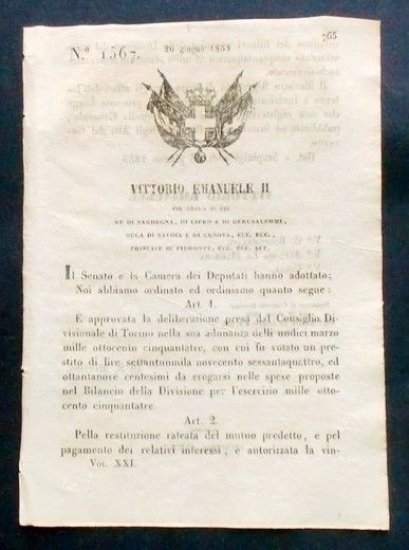 765
N.º 1567.
26 giugno 1853
VITTORIO EMANUELE II
PER GRAZIA DI DIO
RE DI SARDEGNA, DI CIPRO E DI GERUSALEMME,
DUCA DI SAVOIA E DI GENOVA, ECC. ECC.,
PRINCIPE DI PIEMONTE, ECC. ECC. ECC.
Il Senato e la Camera dei Deputati hanno adottato;
Noi abbiamo ordinato ed ordiniamo quanto segue:
Art. 1.
E approvata la deliberazione presa dal Consiglio Di-
visionale di Torino nella sua adunanza delli undici marzo
mille ottocento cinquantatre, con cui fu votato un pre-
stito di lire settantunmila novecento sessantaquattro, ed
ottantanove centesimi da erogarsi nelle spese proposte
nel Bilancio della Divisione per l'esercizio mille otto-
cento cinquantatre.
Art. 2.
Pella restituzione rateata del mutuo predetto, e pel
pagamento dei relativi interessi, è autorizzata la vin-
Vol. XXI.